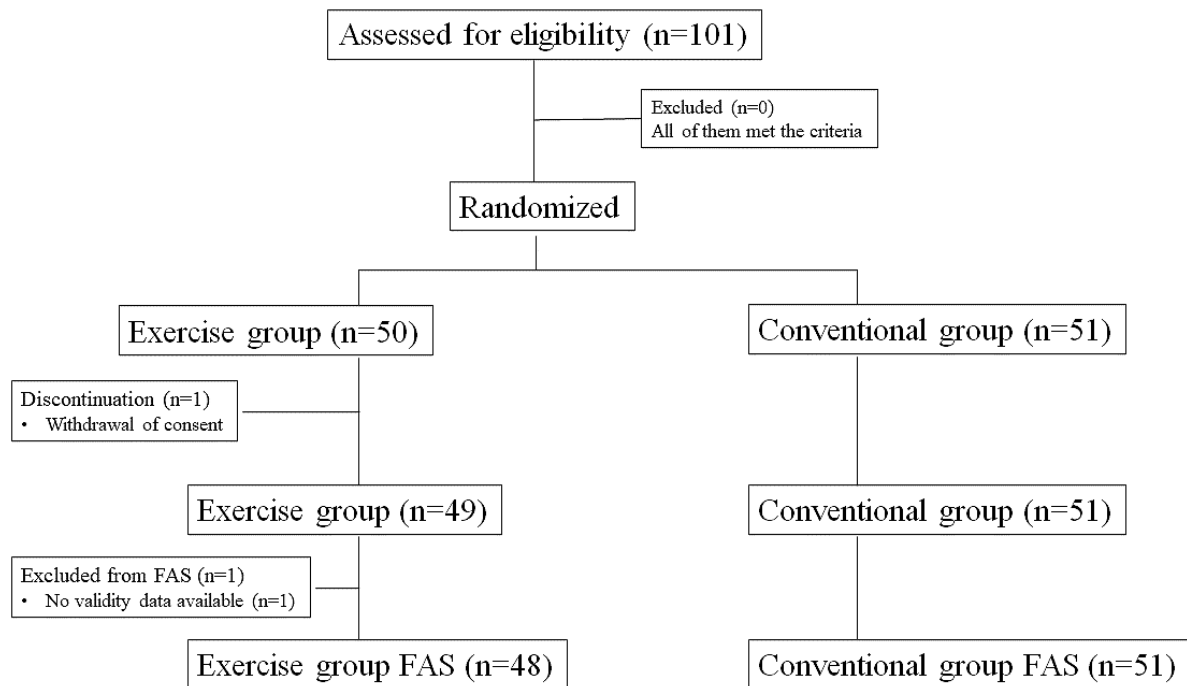 Assessed for eligibility (n=101)
Excluded (n=0)
All of them met the criteria
Randomized
Exercise group (n=50)
Conventional group (n=51)
Discontinuation (n=1)
• Withdrawal of consent
Exercise group (n=49)
Conventional group (n=51)
Excluded from FAS (n=1)
• No validity data available (n=1)
Exercise group FAS (n=48)
Conventional group FAS (n=51)